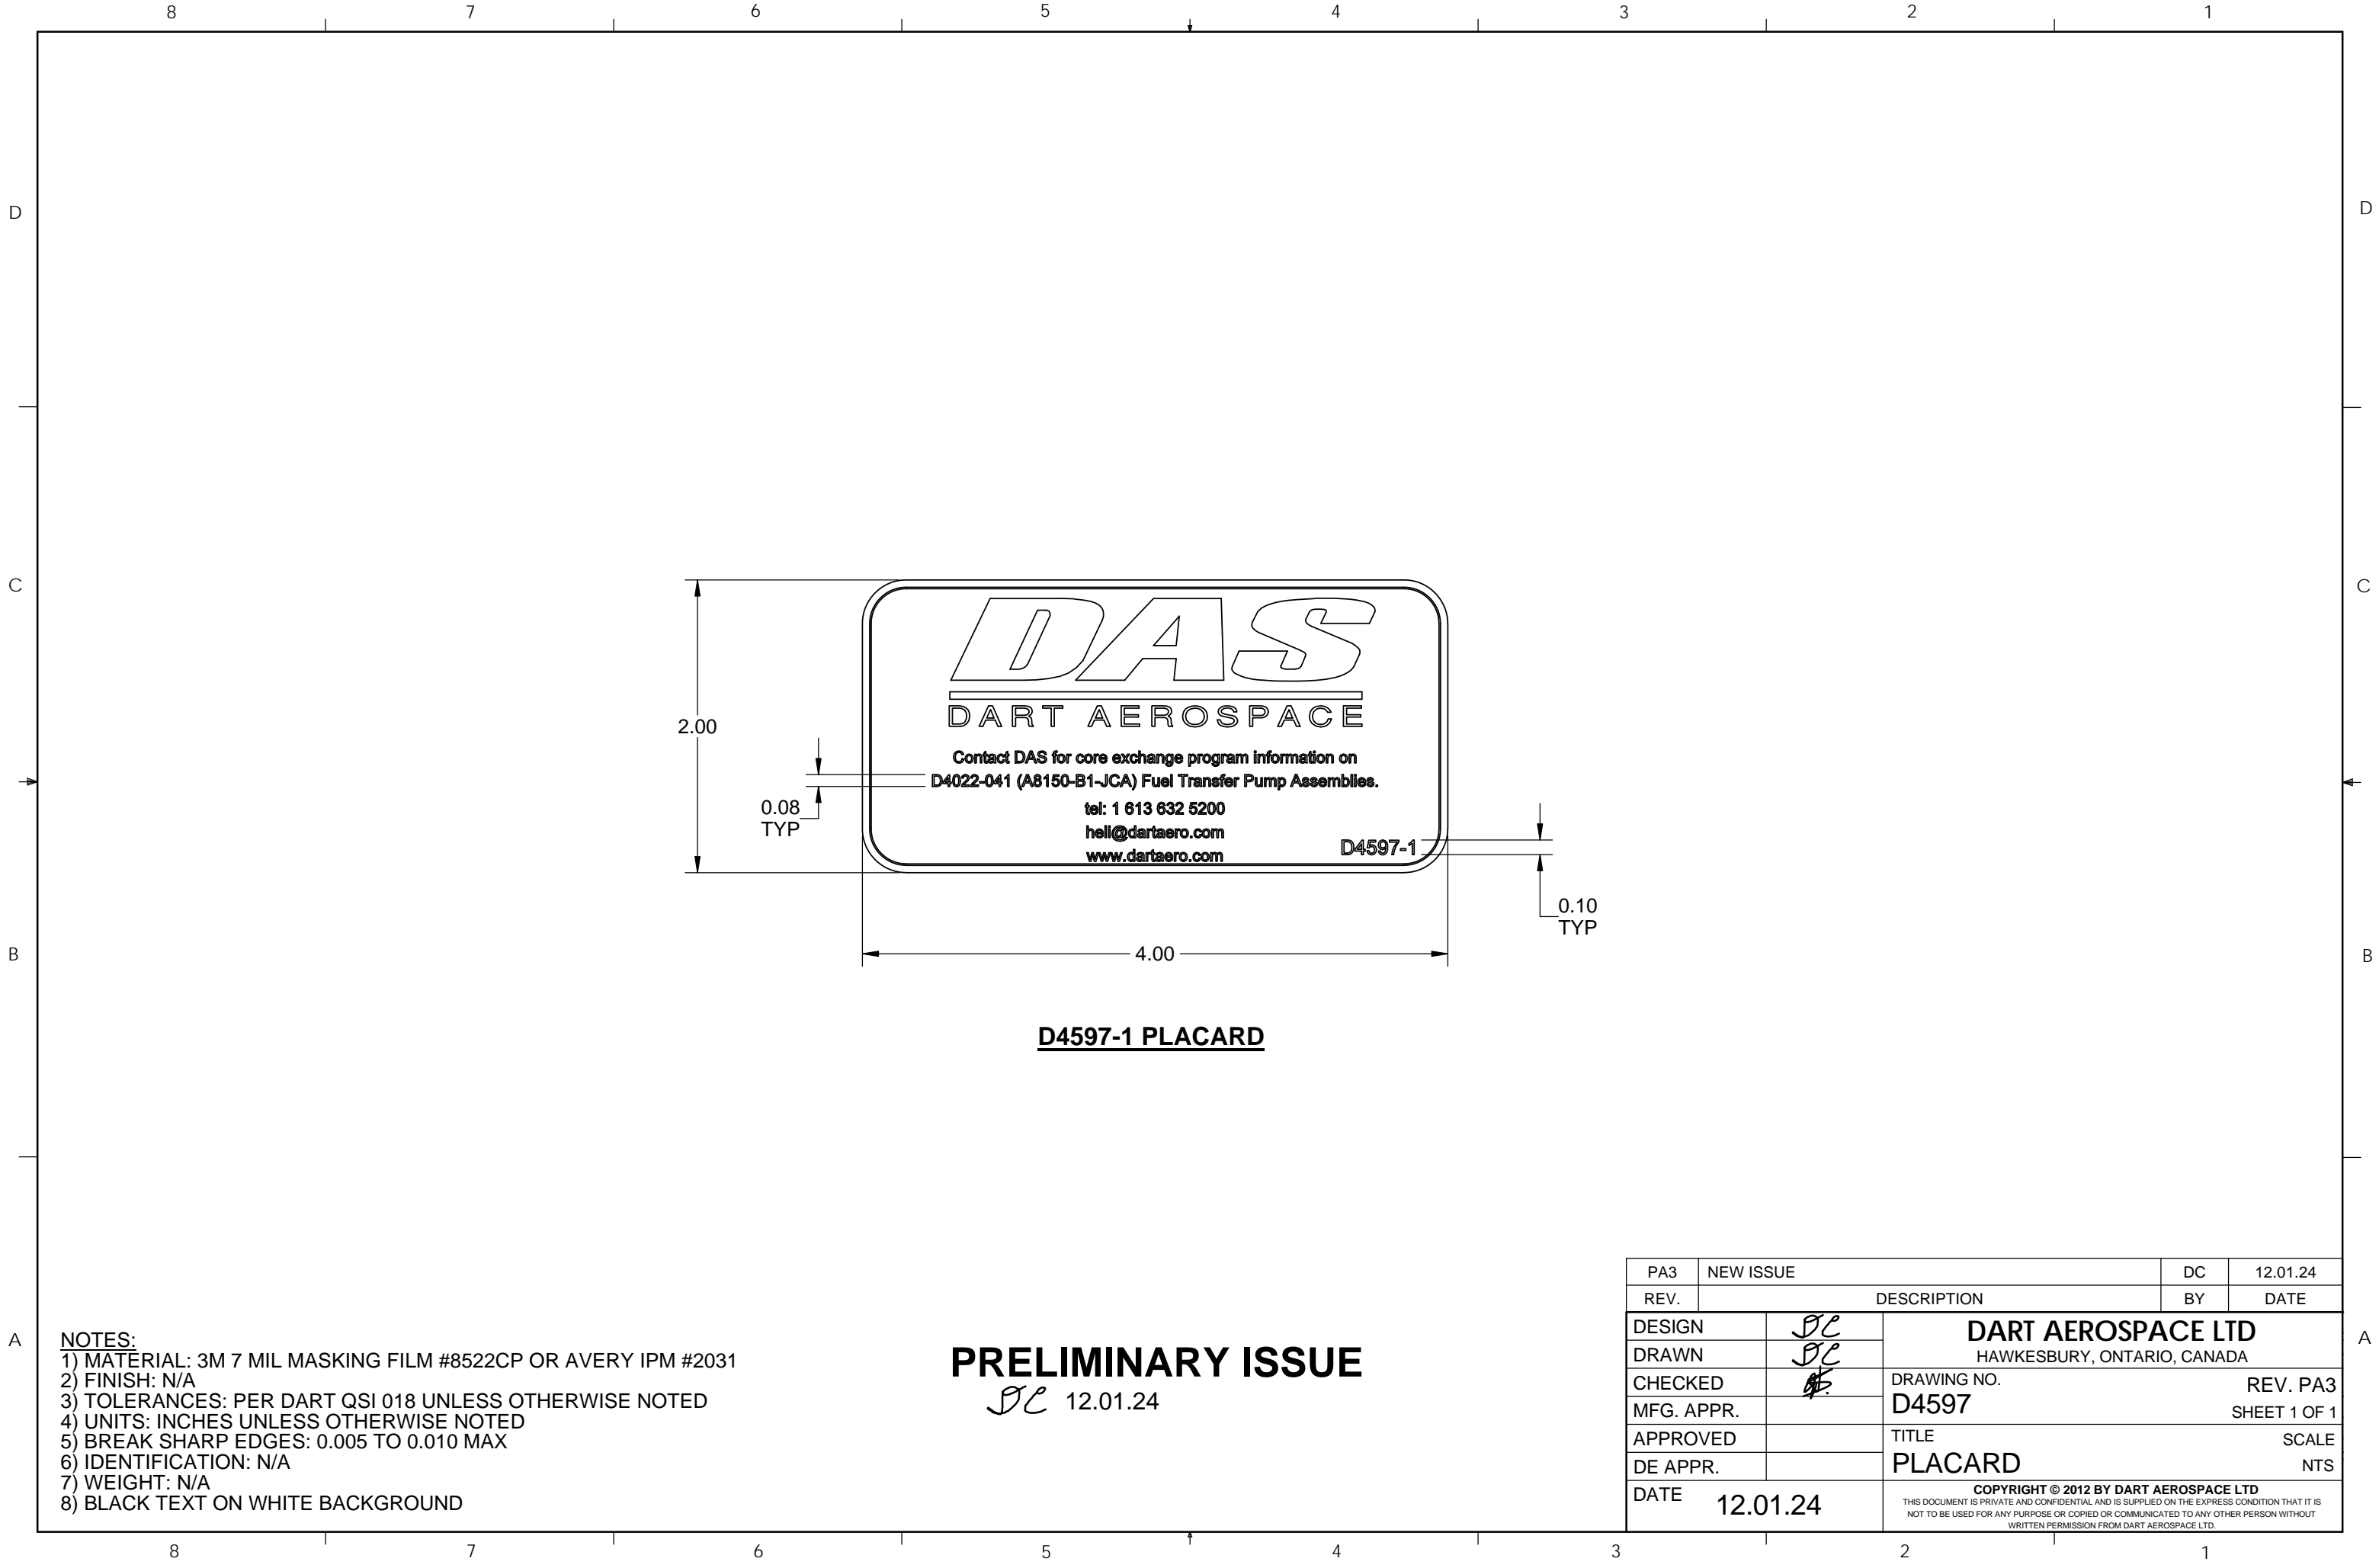 8 7 6 5 4 3 2 1
D D
DAS
DART AEROSPACE
Contact DAS for core exchange program information on
D4022-041 (A8150-B1-JCA) Fuel Transfer Pump Assemblies.
tel: 1 613 632 5200
heli@dartaero.com
www.dartaero.com
D4597-1
C C
2.00
0.08
TYP
0.10
TYP
4.00
B B
D4597-1 PLACARD
A A
NOTES:
1) MATERIAL: 3M 7 MIL MASKING FILM #8522CP OR AVERY IPM #2031
2) FINISH: N/A
3) TOLERANCES: PER DART QSI 018 UNLESS OTHERWISE NOTED
4) UNITS: INCHES UNLESS OTHERWISE NOTED
5) BREAK SHARP EDGES: 0.005 TO 0.010 MAX
6) IDENTIFICATION: N/A
7) WEIGHT: N/A
8) BLACK TEXT ON WHITE BACKGROUND
PRELIMINARY ISSUE
DC 12.01.24
PA3 NEW ISSUE DC 12.01.24
REV. DESCRIPTION BY DATE
DESIGN DC
DRAWN DC
CHECKED
MFG. APPR.
APPROVED
DE APPR.
DATE 12.01.24
DART AEROSPACE LTD
HAWKESBURY, ONTARIO, CANADA
DRAWING NO. REV. PA3
D4597 SHEET 1 OF 1
TITLE SCALE
PLACARD NTS
COPYRIGHT © 2012 BY DART AEROSPACE LTD
THIS DOCUMENT IS PRIVATE AND CONFIDENTIAL AND IS SUPPLIED ON THE EXPRESS CONDITION THAT IT IS
NOT TO BE USED FOR ANY PURPOSE OR COPIED OR COMMUNICATED TO ANY OTHER PERSON WITHOUT
WRITTEN PERMISSION FROM DART AEROSPACE LTD.
8 7 6 5 4 3 2 1